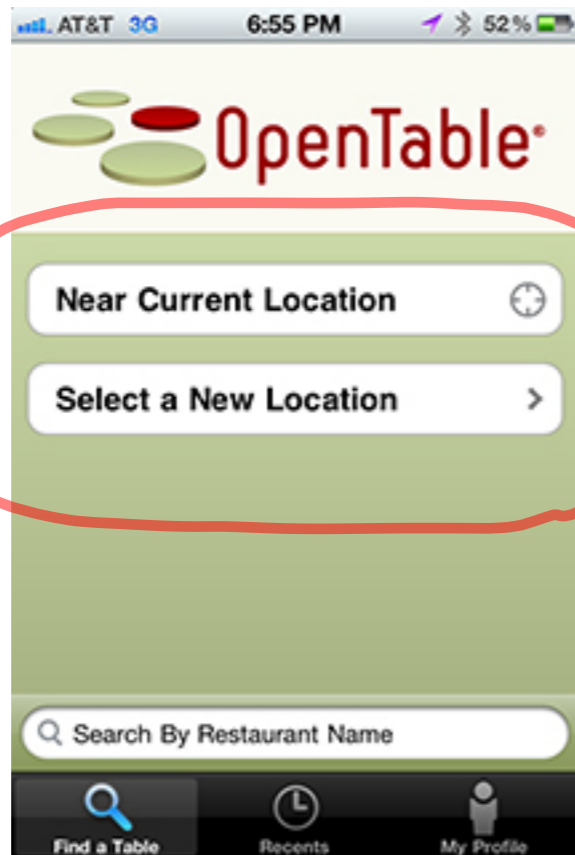 AT&T 3G 6:55 PM 52%
OpenTable®
Near Current Location
Select a New Location
Search By Restaurant Name
Find a Table Recents My Profile